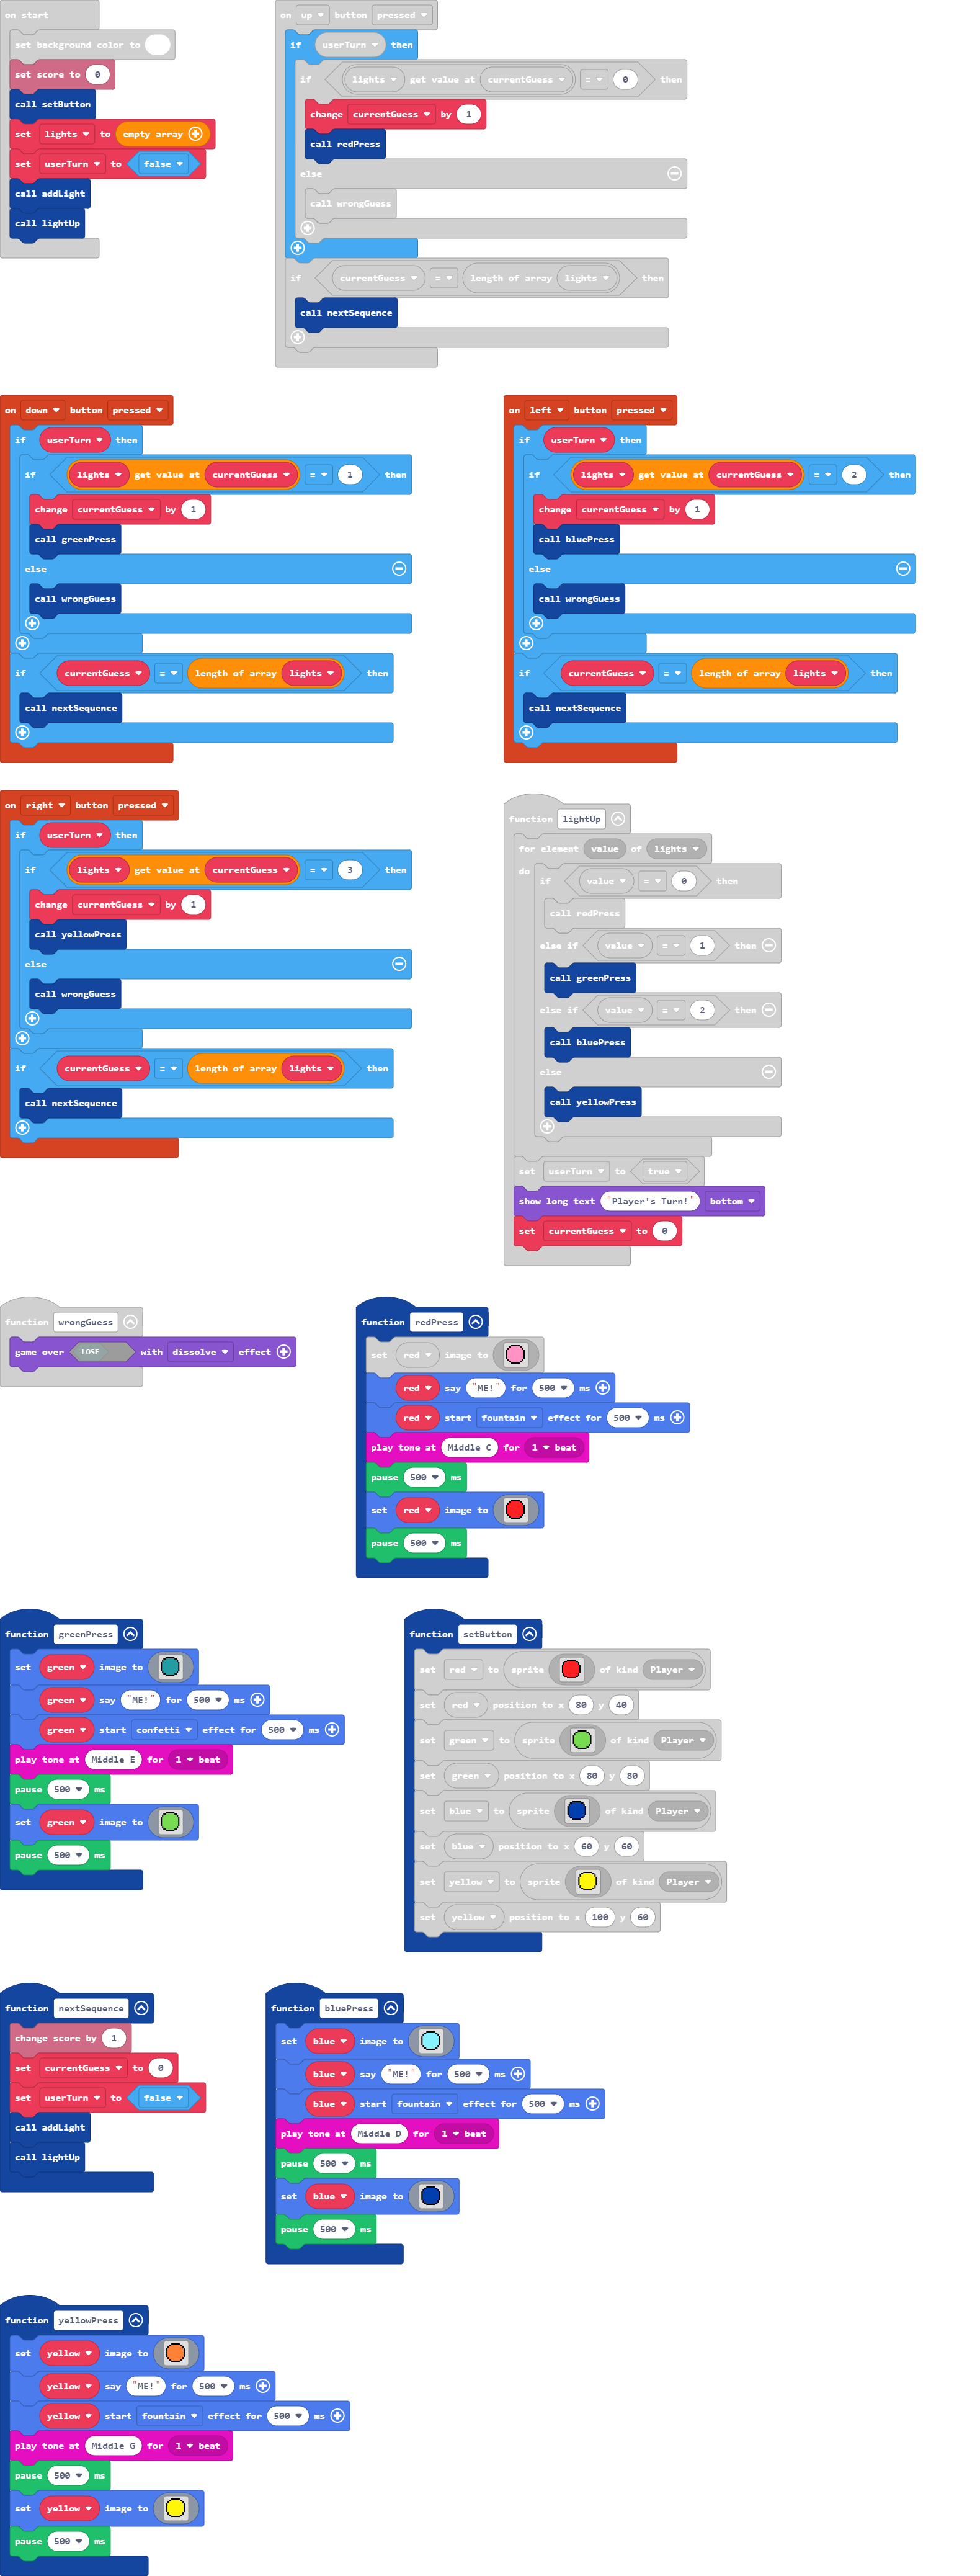 on start
set background color to
set score to 0
call setButton
set lights to empty array
set userTurn to false
call addLight
call lightUp
on up button pressed
if userTurn then
if lights get value at currentGuess = 0 then
change currentGuess by 1
call redPress
else
call wrongGuess
if currentGuess = length of array lights then
call nextSequence
on down button pressed
if userTurn then
if lights get value at currentGuess = 1 then
change currentGuess by 1
call greenPress
else
call wrongGuess
if currentGuess = length of array lights then
call nextSequence
on left button pressed
if userTurn then
if lights get value at currentGuess = 2 then
change currentGuess by 1
call bluePress
else
call wrongGuess
if currentGuess = length of array lights then
call nextSequence
on right button pressed
if userTurn then
if lights get value at currentGuess = 3 then
change currentGuess by 1
call yellowPress
else
call wrongGuess
if currentGuess = length of array lights then
call nextSequence
function lightUp
for element value of lights
do
if value = 0 then
call redPress
else if value = 1 then
call greenPress
else if value = 2 then
call bluePress
else
call yellowPress
set userTurn to true
show long text "Player's Turn!" bottom
set currentGuess to 0
function wrongGuess
game over LOSE with dissolve effect
function redPress
set red image to
red say "ME!" for 500 ms
red start fountain effect for 500 ms
play tone at Middle C for 1 beat
pause 500 ms
set red image to
pause 500 ms
function greenPress
set green image to
green say "ME!" for 500 ms
green start confetti effect for 500 ms
play tone at Middle E for 1 beat
pause 500 ms
set green image to
pause 500 ms
function setButton
set red to sprite of kind Player
set red position to x 80 y 40
set green to sprite of kind Player
set green position to x 80 y 80
set blue to sprite of kind Player
set blue position to x 60 y 60
set yellow to sprite of kind Player
set yellow position to x 100 y 60
function nextSequence
change score by 1
set currentGuess to 0
set userTurn to false
call addLight
call lightUp
function bluePress
set blue image to
blue say "ME!" for 500 ms
blue start fountain effect for 500 ms
play tone at Middle D for 1 beat
pause 500 ms
set blue image to
pause 500 ms
function yellowPress
set yellow image to
yellow say "ME!" for 500 ms
yellow start fountain effect for 500 ms
play tone at Middle G for 1 beat
pause 500 ms
set yellow image to
pause 500 ms